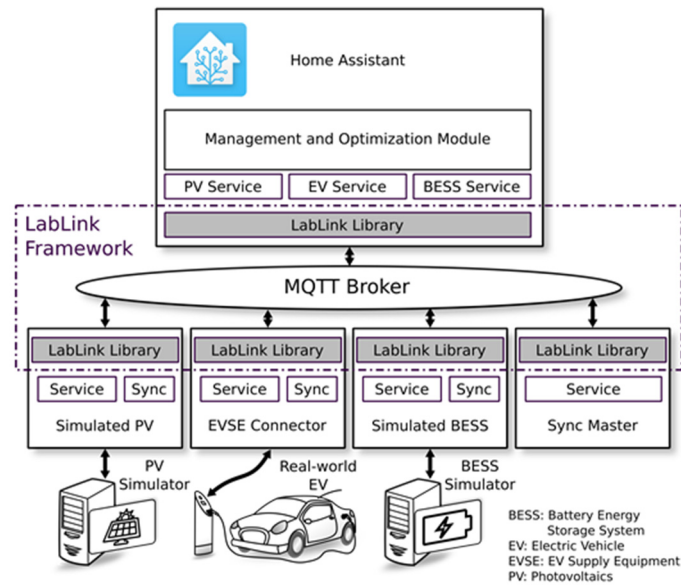 Home Assistant
Management and Optimization Module
PV Service
EV Service
BESS Service
LabLink
Framework
LabLink Library
MQTT Broker
LabLink Library
LabLink Library
LabLink Library
LabLink Library
Service
Sync
Service
Sync
Service
Sync
Service
Simulated PV
EVSE Connector
Simulated BESS
Sync Master
PV
Simulator
Real-world
EV
BESS
Simulator
BESS: Battery Energy
Storage System
EV: Electric Vehicle
EVSE: EV Supply Equipment
PV: Photovoltaics